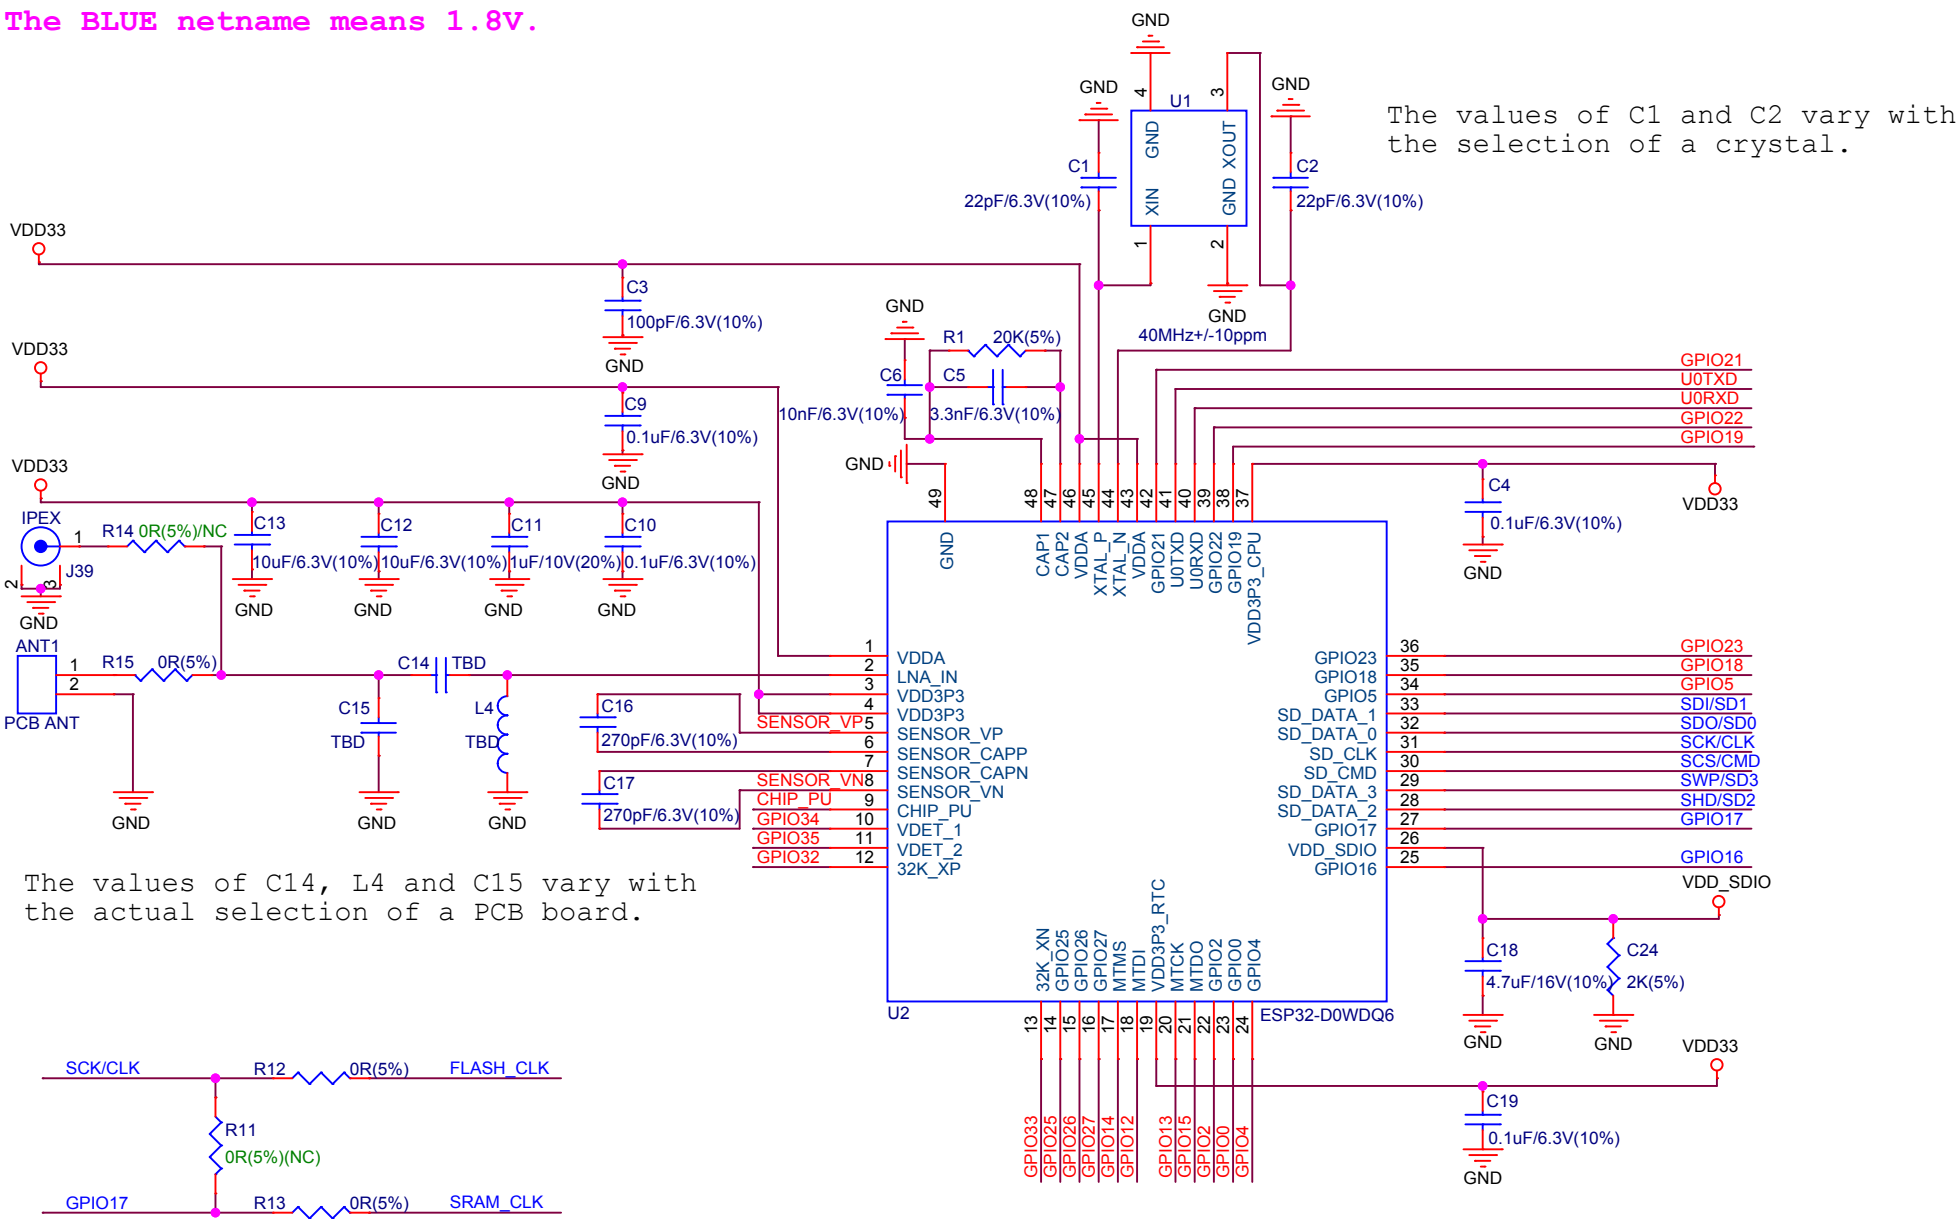 The BLUE netname means 1.8V.
The values of C1 and C2 vary with
the selection of a crystal.
GND
GND
GND
4
3
U1
GND
XOUT
XIN
GND
C1
22pF/6.3V(10%)
C2
22pF/6.3V(10%)
1
2
GND
40MHz+/-10ppm
VDD33
C3
100pF/6.3V(10%)
GND
VDD33
C9
0.1uF/6.3V(10%)
GND
GND
R1
20K(5%)
C6
C5
10nF/6.3V(10%)
3.3nF/6.3V(10%)
GND
GPIO21
U0TXD
U0RXD
GPIO22
GPIO19
C4
0.1uF/6.3V(10%)
GND
VDD33
VDD33
IPEX
1
J39
2
3
GND
R14
0R(5%)/NC
C13
10uF/6.3V(10%)
GND
C12
10uF/6.3V(10%)
GND
C11
1uF/10V(20%)
GND
C10
0.1uF/6.3V(10%)
GND
ANT1
1
2
PCB ANT
R15
0R(5%)
GND
C15
TBD
GND
C14
TBD
L4
TBD
GND
C16
270pF/6.3V(10%)
C17
270pF/6.3V(10%)
49
48
47
46
45
44
43
42
41
40
39
38
37
GND
CAP1
CAP2
VDDA
XTAL_P
XTAL_N
VDDA
GPIO21
U0TXD
U0RXD
GPIO22
GPIO19
VDD3P3_CPU
1
VDDA
2
LNA_IN
3
VDD3P3
4
VDD3P3
SENSOR_VP
5
SENSOR_VP
6
SENSOR_CAPP
7
SENSOR_CAPN
SENSOR_VN
8
SENSOR_VN
CHIP_PU
9
CHIP_PU
GPIO34
10
VDET_1
GPIO35
11
VDET_2
GPIO32
12
32K_XP
GPIO23
36
GPIO23
GPIO18
35
GPIO18
GPIO5
34
GPIO5
SD_DATA_1
33
SDI/SD1
SD_DATA_0
32
SDO/SD0
SD_CLK
31
SCK/CLK
SD_CMD
30
SCS/CMD
SD_DATA_3
29
SWP/SD3
SD_DATA_2
28
SHD/SD2
GPIO17
27
GPIO17
VDD_SDIO
26
GPIO16
25
GPIO16
VDD_SDIO
C18
4.7uF/16V(10%)
GND
C24
2K(5%)
GND
32K_XN
GPIO25
GPIO26
GPIO27
MTMS
MTDI
VDD3P3_RTC
MTCK
MTDO
GPIO2
GPIO0
GPIO4
U2
ESP32-D0WDQ6
13
14
15
16
17
18
19
20
21
22
23
24
GPIO33
GPIO25
GPIO26
GPIO27
GPIO14
GPIO12
GPIO13
GPIO15
GPIO2
GPIO0
GPIO4
VDD33
C19
0.1uF/6.3V(10%)
GND
The values of C14, L4 and C15 vary with
the actual selection of a PCB board.
SCK/CLK
R12
0R(5%)
FLASH_CLK
R11
0R(5%)(NC)
GPIO17
R13
0R(5%)
SRAM_CLK